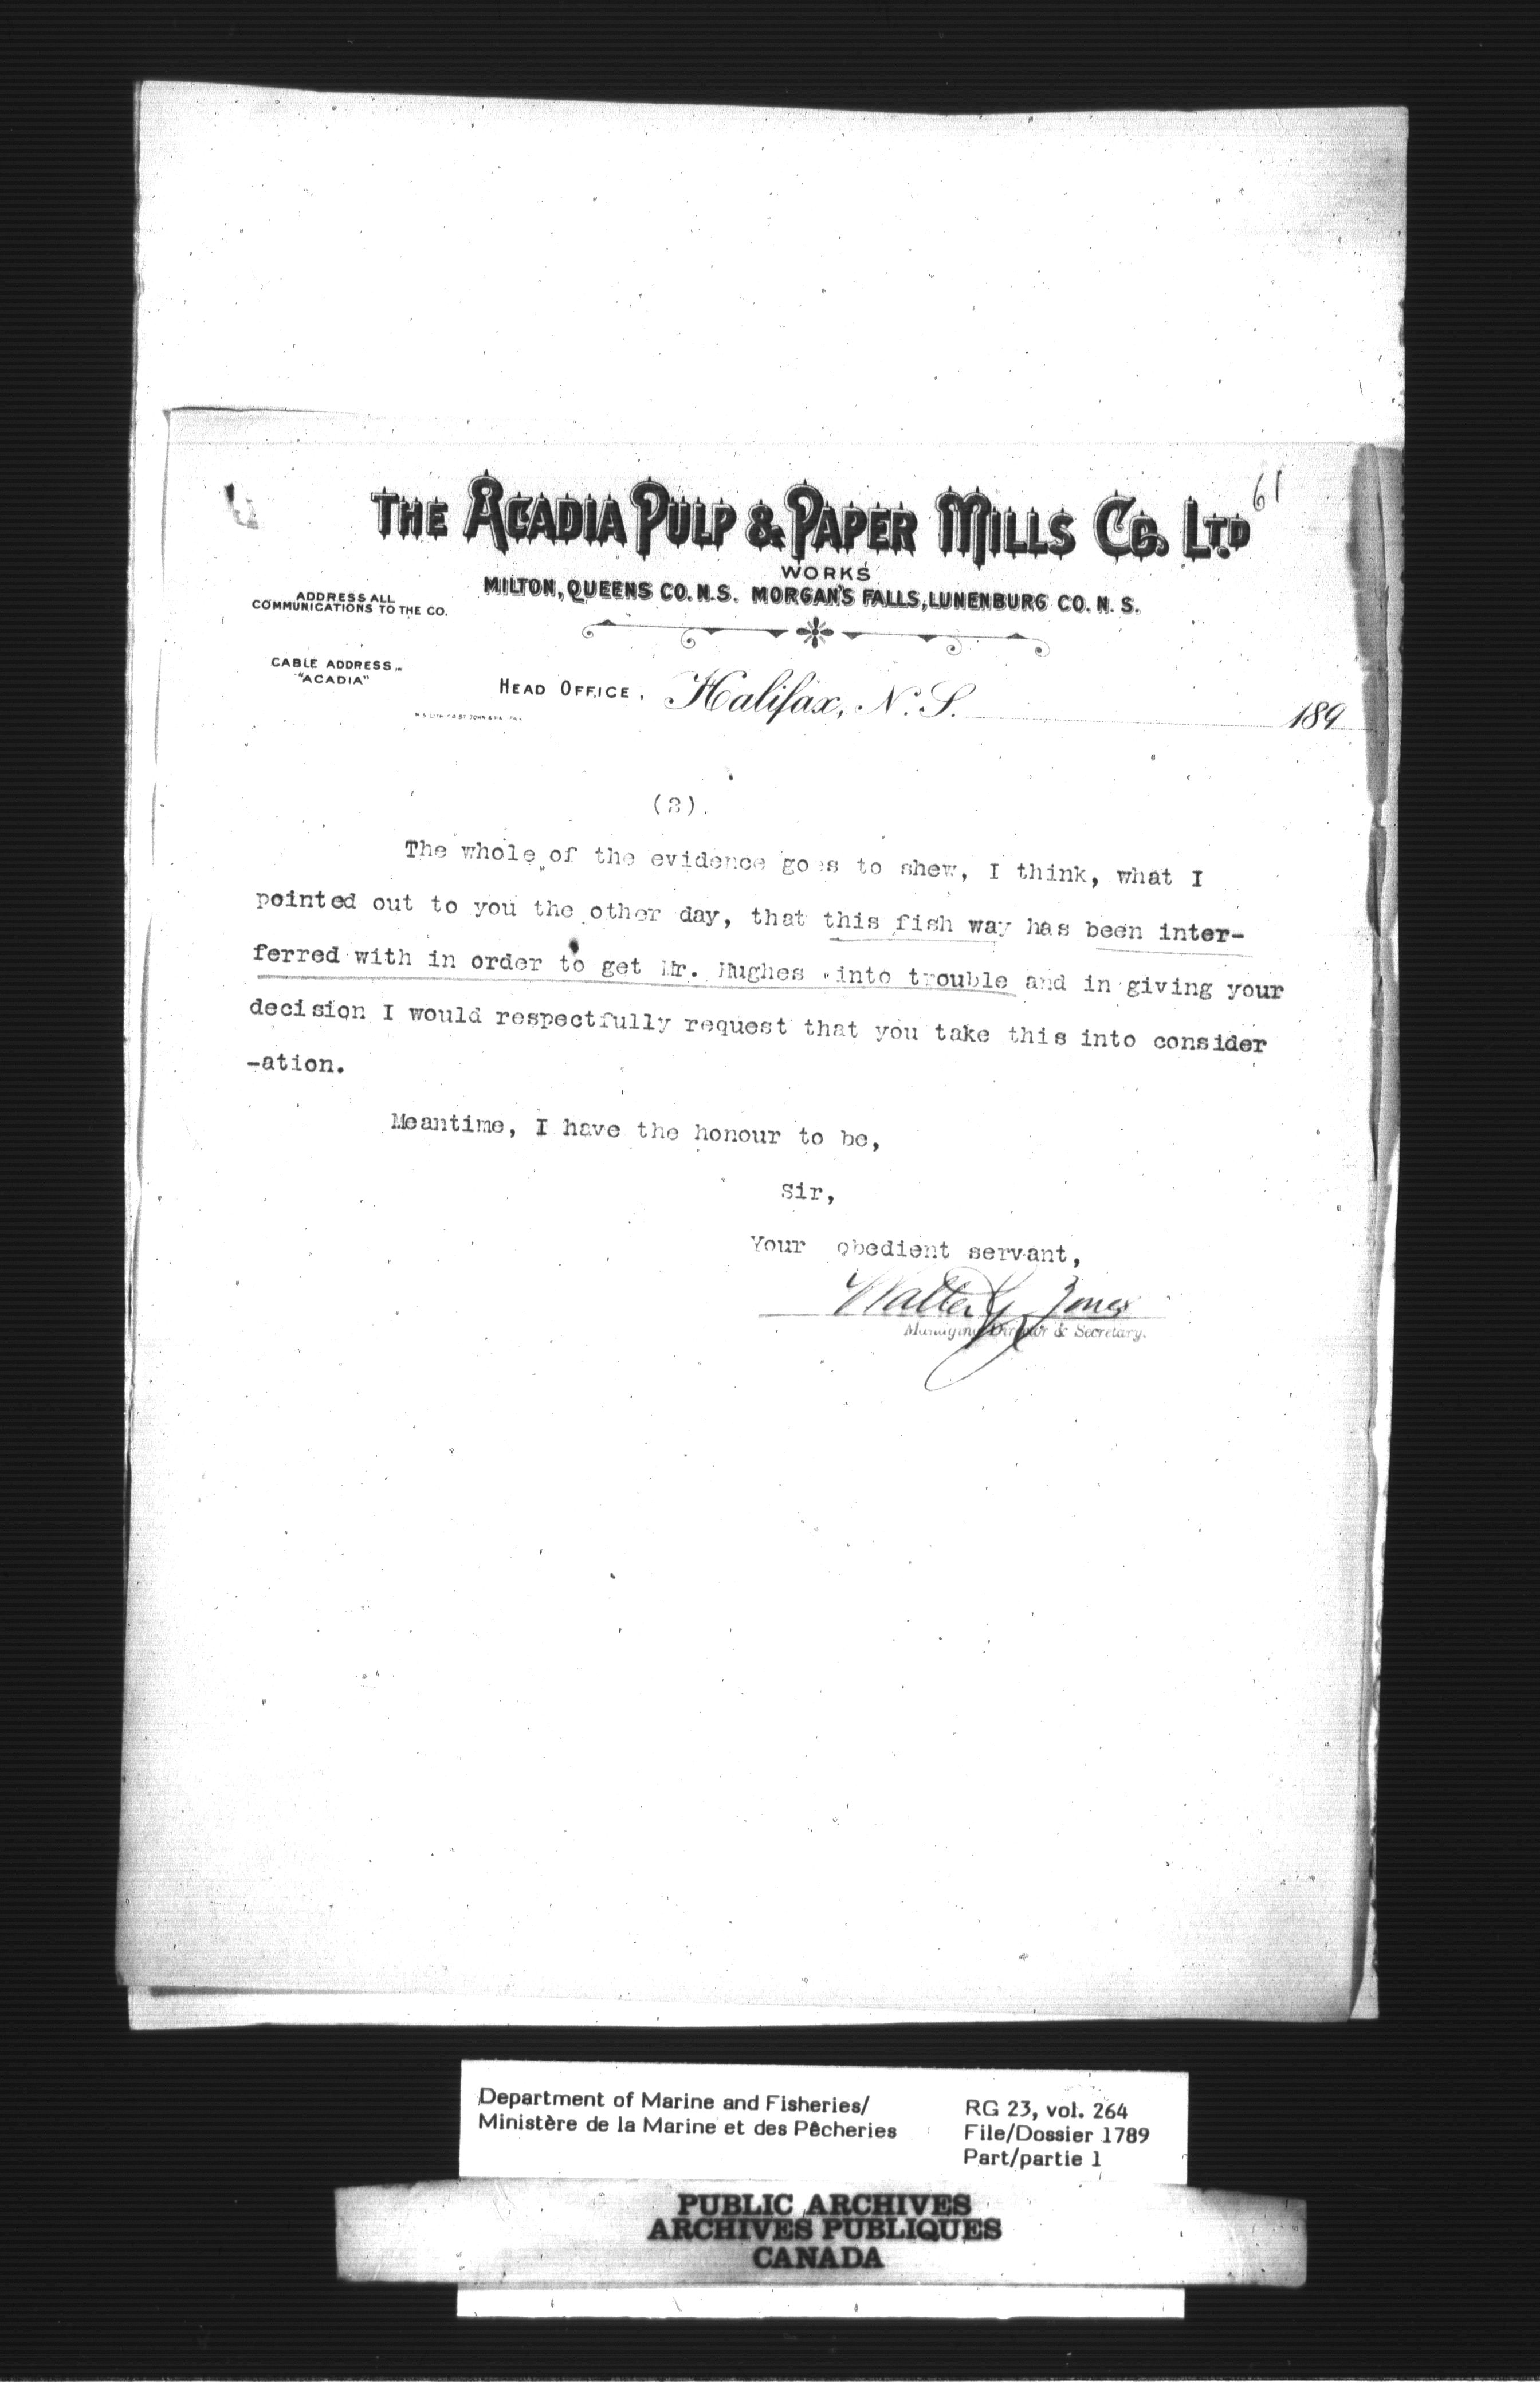 61
THE ACADIA PULP & PAPER MILLS CO. LTD
WORKS
MILTON, QUEENS CO. N.S. MORGAN'S FALLS, LUNENBURG CO. N. S.
ADDRESS ALL
COMMUNICATIONS TO THE CO.
CABLE ADDRESS
"ACADIA"
HEAD OFFICE, Halifax, N. S. 189
The whole of the evidence goes to shew, I think, what I
pointed out to you the other day, that this fish way has been inter-
ferred with in order to get Mr. Hughes into trouble and in giving your
decision I would respectfully request that you take this into consider
-ation.
Meantime, I have the honour to be,
Sir,
Your obedient servant,
Walter G. Jones
Managing Director & Secretary.
Department of Marine and Fisheries/
Ministère de la Marine et des Pêcheries
RG 23, vol. 264
File/Dossier 1789
Part/partie 1
PUBLIC ARCHIVES
ARCHIVES PUBLIQUES
CANADA